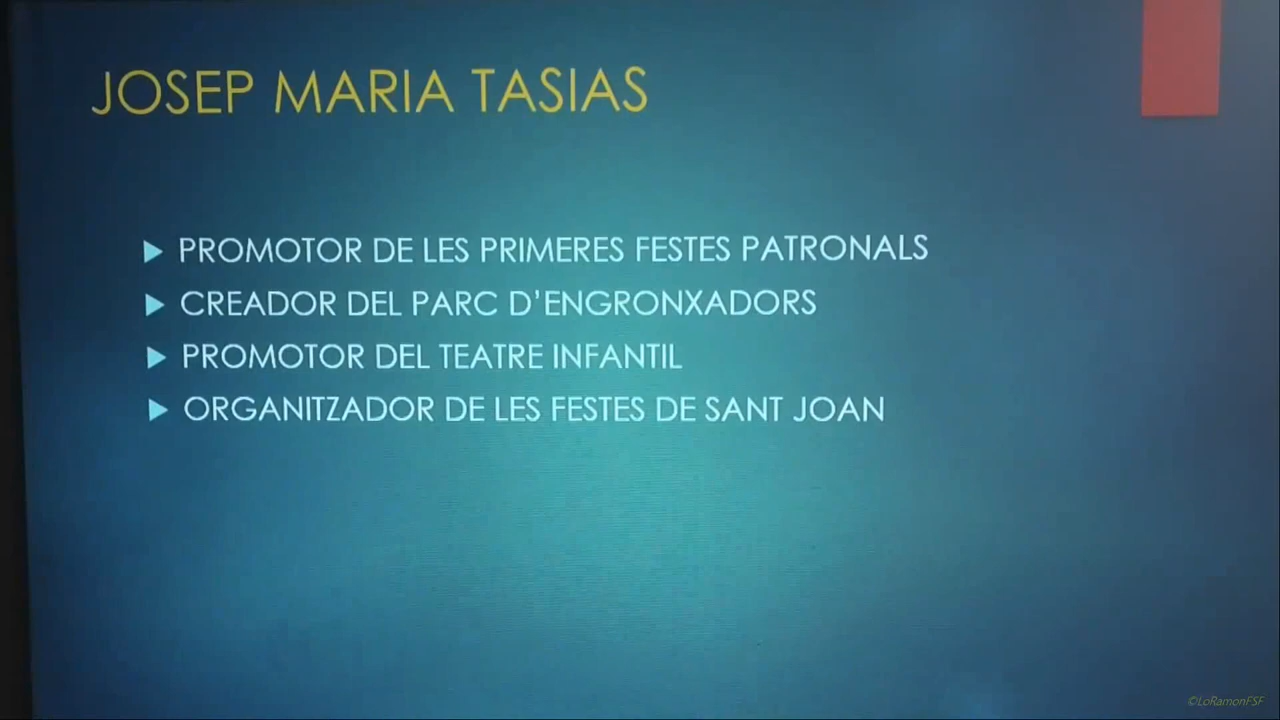 JOSEP MARIA TASIAS
PROMOTOR DE LES PRIMERES FESTES PATRONALS
CREADOR DEL PARC D'ENGRONXADORS
PROMOTOR DEL TEATRE INFANTIL
ORGANITZADOR DE LES FESTES DE SANT JOAN
©LoRamonFSF